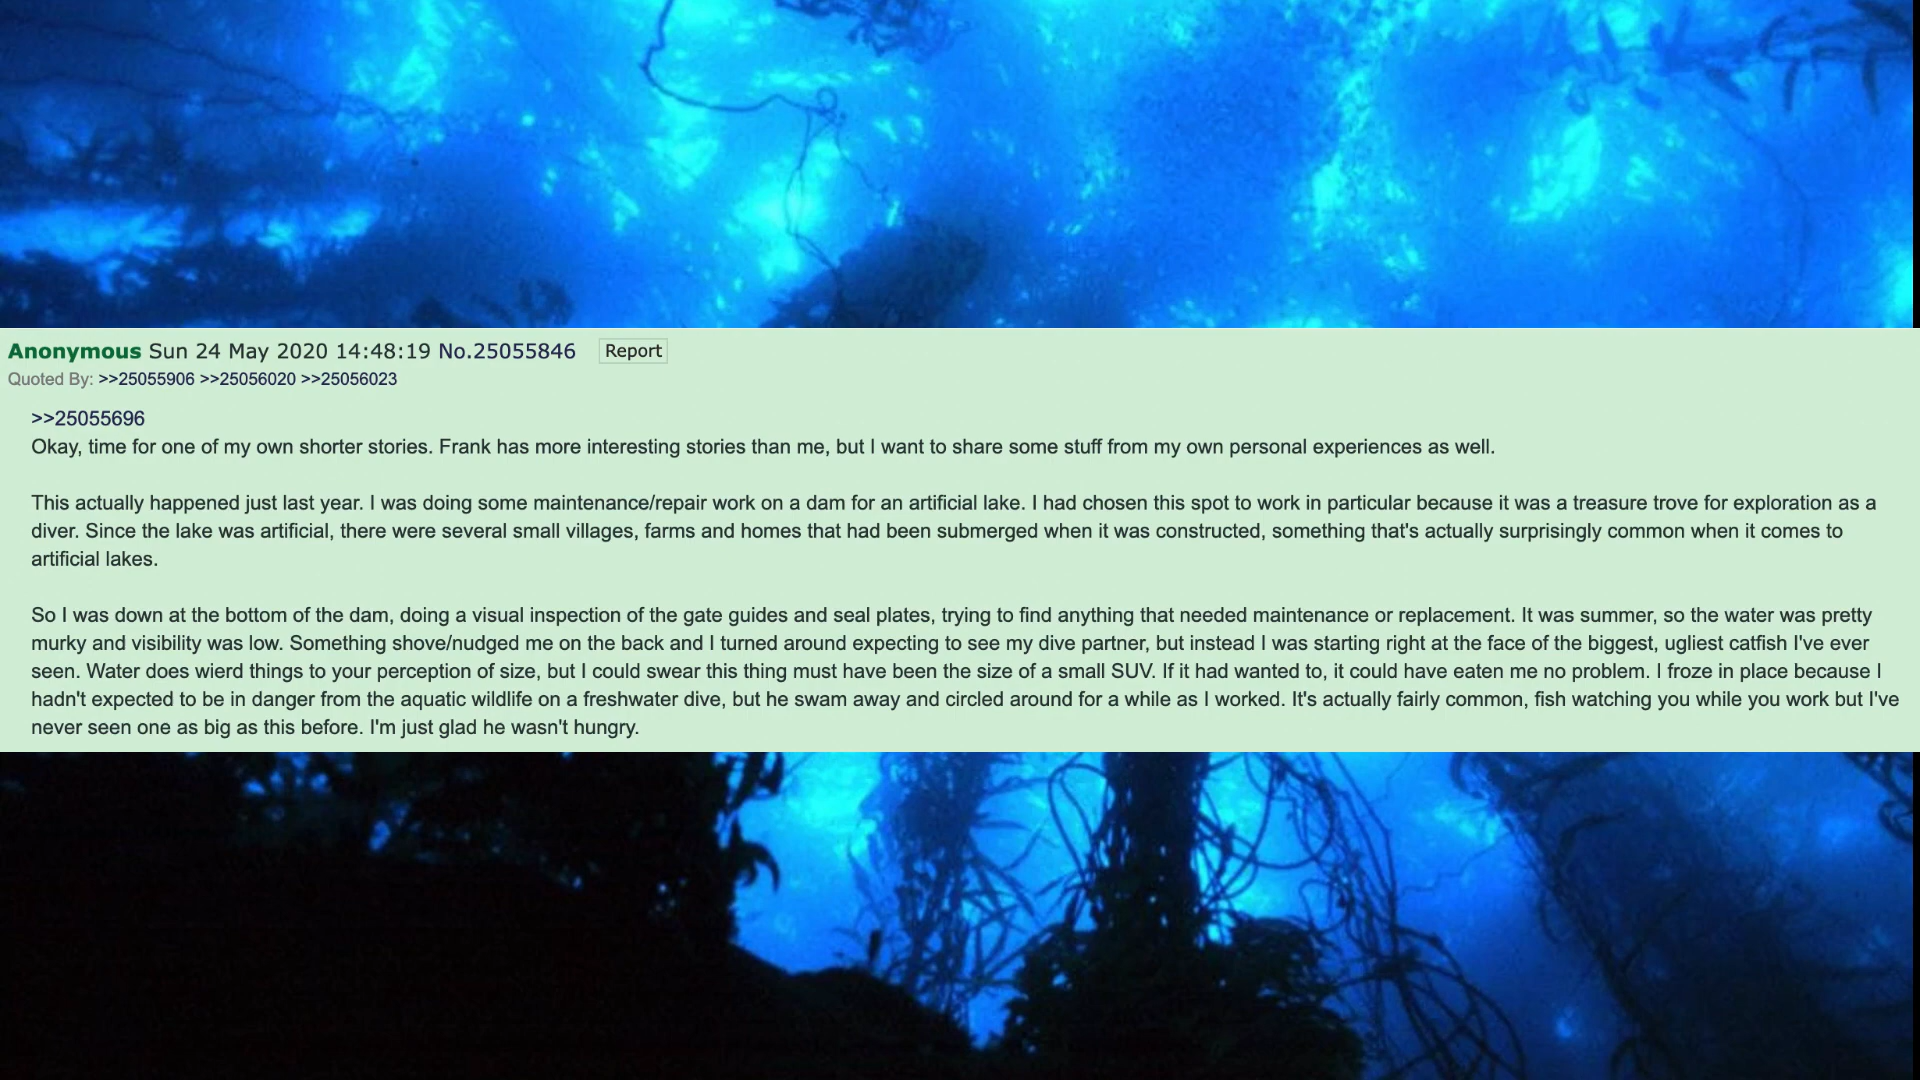 Anonymous Sun 24 May 2020 14:48:19 No.25055846 Report
Quoted By: >>25055906 >>25056020 >>25056023
>>25055696
Okay, time for one of my own shorter stories. Frank has more interesting stories than me, but I want to share some stuff from my own personal experiences as well.
This actually happened just last year. I was doing some maintenance/repair work on a dam for an artificial lake. I had chosen this spot to work in particular because it was a treasure trove for exploration as a
diver. Since the lake was artificial, there were several small villages, farms and homes that had been submerged when it was constructed, something that's actually surprisingly common when it comes to
artificial lakes.
So I was down at the bottom of the dam, doing a visual inspection of the gate guides and seal plates, trying to find anything that needed maintenance or replacement. It was summer, so the water was pretty
murky and visibility was low. Something shove/nudged me on the back and I turned around expecting to see my dive partner, but instead I was starting right at the face of the biggest, ugliest catfish I've ever
seen. Water does wierd things to your perception of size, but I could swear this thing must have been the size of a small SUV. If it had wanted to, it could have eaten me no problem. I froze in place because I
hadn't expected to be in danger from the aquatic wildlife on a freshwater dive, but he swam away and circled around for a while as I worked. It's actually fairly common, fish watching you while you work but I've
never seen one as big as this before. I'm just glad he wasn't hungry.